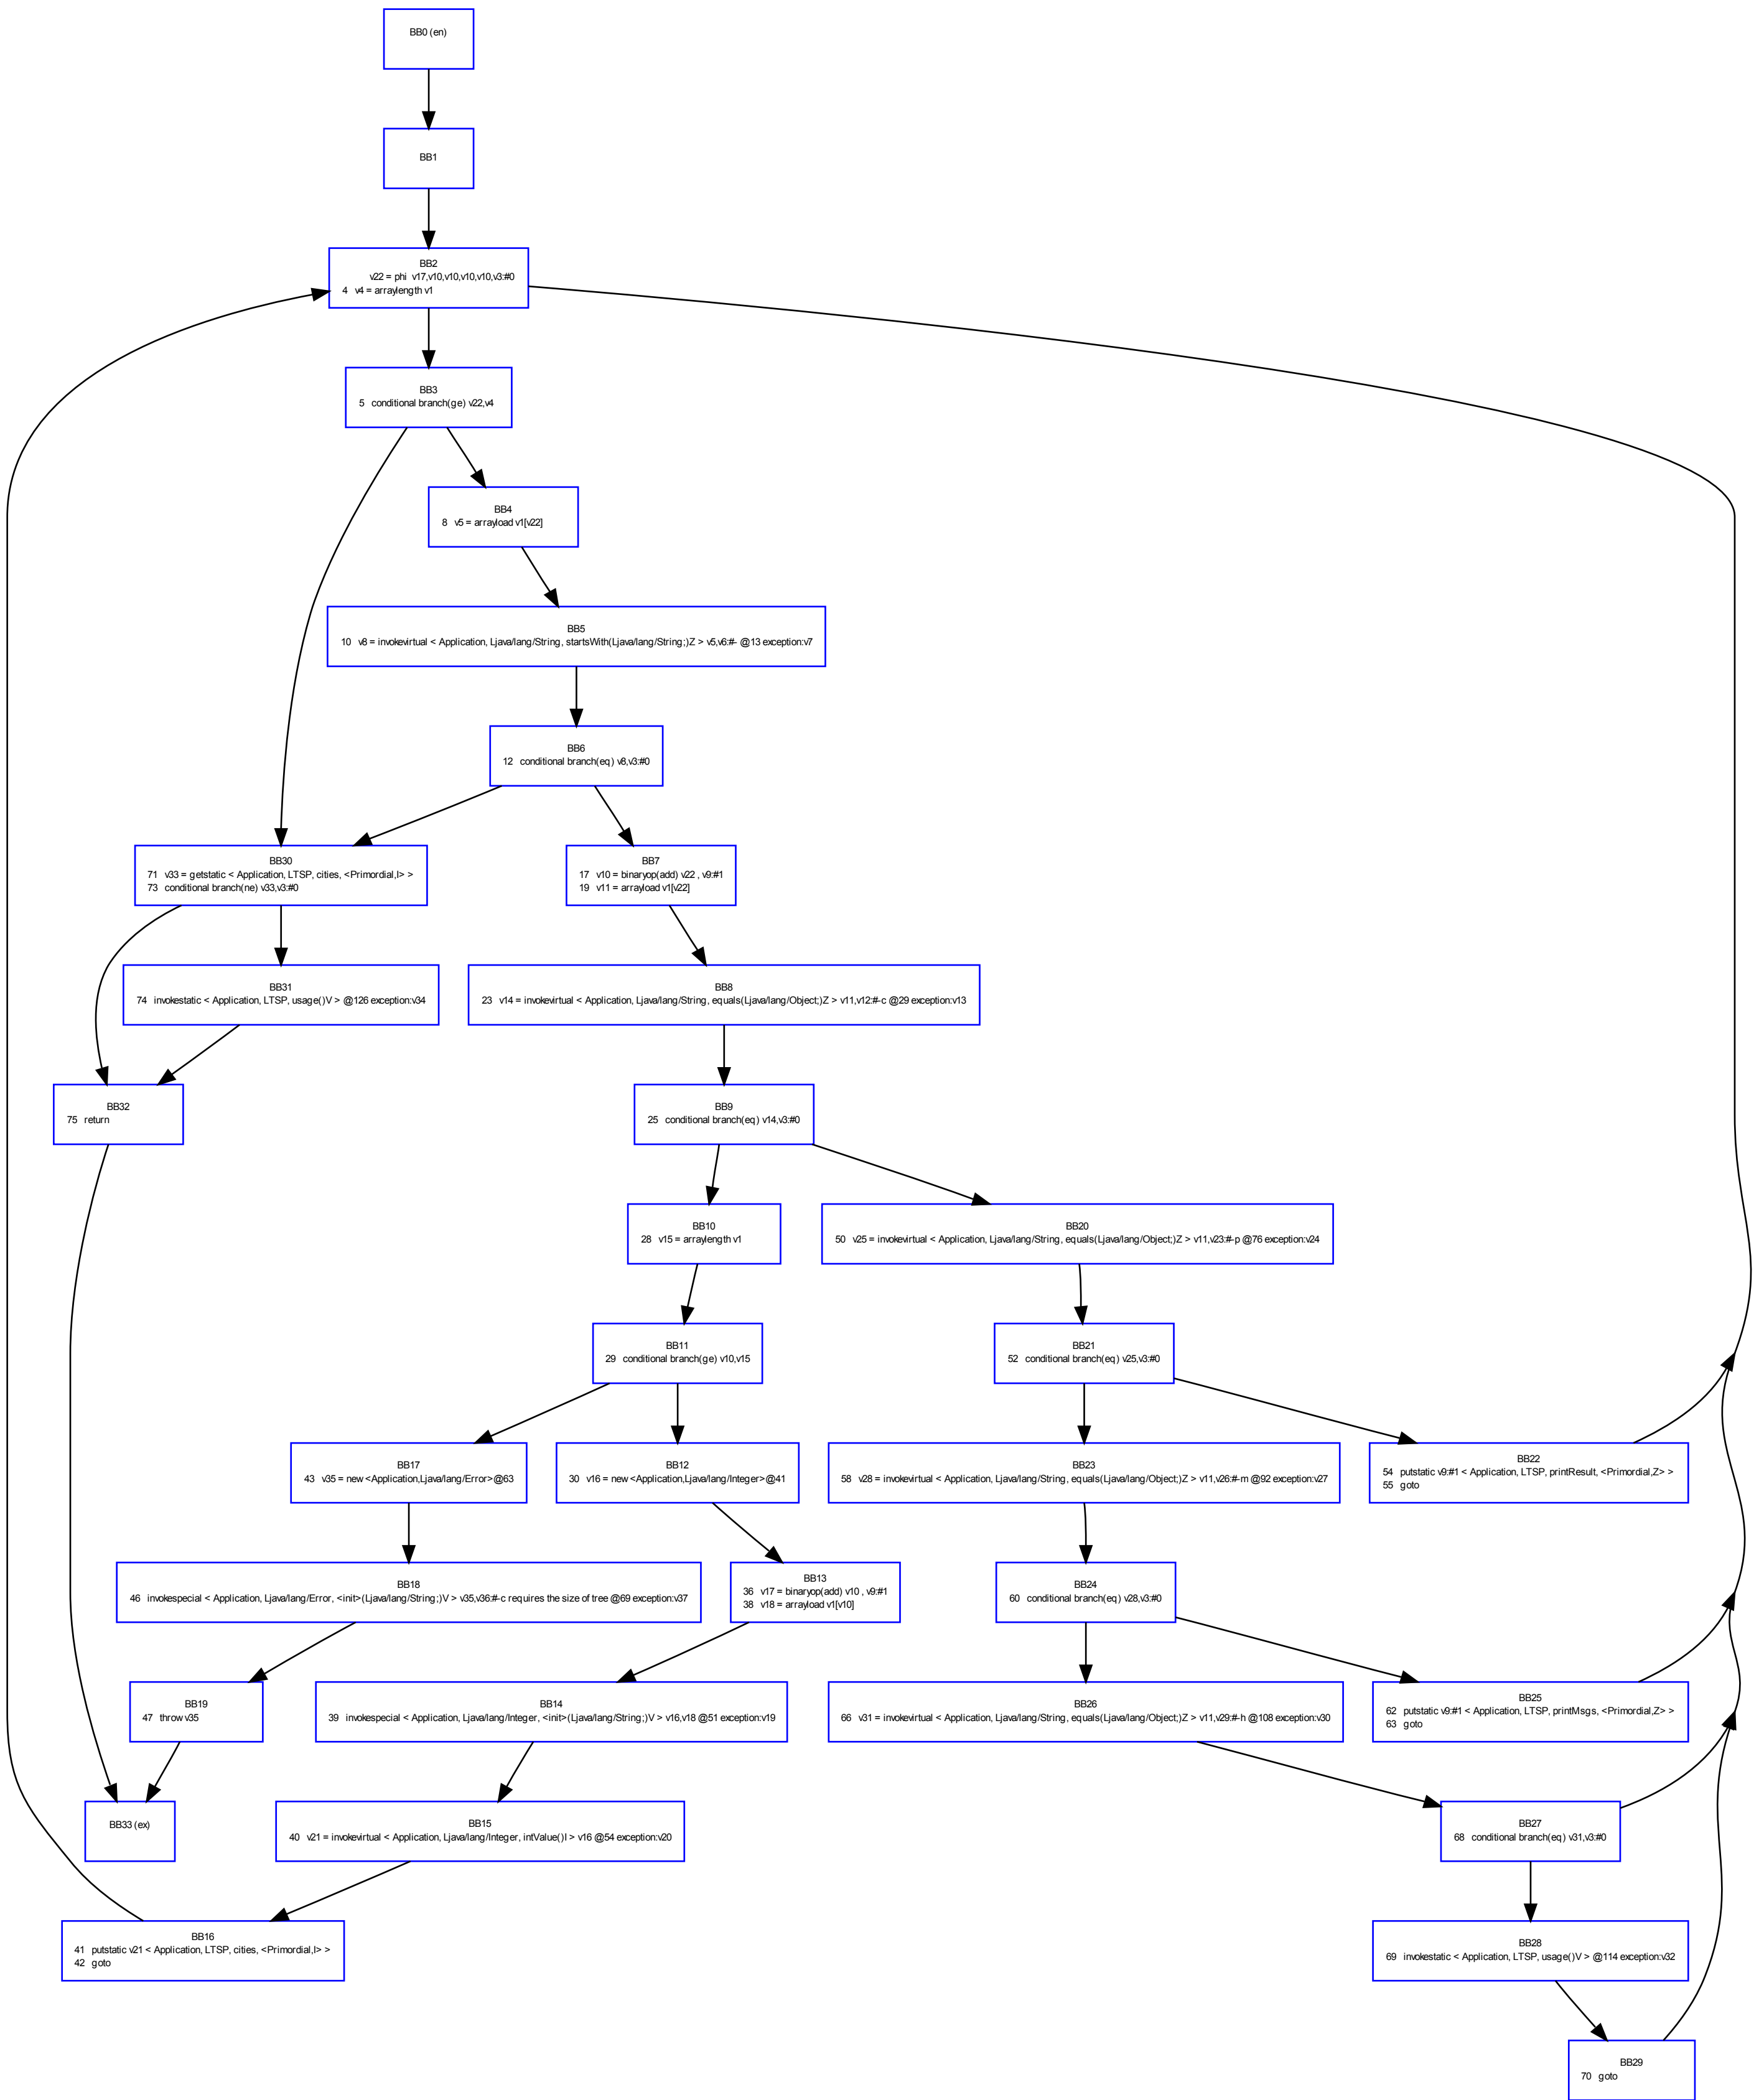 BB0 (en)
BB1
BB2
v22 = phi v17,v10,v10,v10,v10,v3:#0
4 v4 = arraylength v1
BB3
5 conditional branch(ge) v22,v4
BB4
8 v5 = arrayload v1[v22]
BB5
10 v8 = invokevirtual < Application, Ljava/lang/String, startsWith(Ljava/lang/String;)Z > v5,v6:#- @13 exception:v7
BB6
12 conditional branch(eq) v8,v3:#0
BB30
71 v33 = getstatic < Application, LTSP, cities, <Primordial,I> >
73 conditional branch(ne) v33,v3:#0
BB7
17 v10 = binaryop(add) v22 , v9:#1
19 v11 = arrayload v1[v22]
BB31
74 invokestatic < Application, LTSP, usage()V > @126 exception:v34
BB8
23 v14 = invokevirtual < Application, Ljava/lang/String, equals(Ljava/lang/Object;)Z > v11,v12:#-c @29 exception:v13
BB32
75 return
BB9
25 conditional branch(eq) v14,v3:#0
BB10
28 v15 = arraylength v1
BB20
50 v25 = invokevirtual < Application, Ljava/lang/String, equals(Ljava/lang/Object;)Z > v11,v23:#-p @76 exception:v24
BB11
29 conditional branch(ge) v10,v15
BB21
52 conditional branch(eq) v25,v3:#0
BB17
43 v35 = new <Application,Ljava/lang/Error>@63
BB12
30 v16 = new <Application,Ljava/lang/Integer>@41
BB23
58 v28 = invokevirtual < Application, Ljava/lang/String, equals(Ljava/lang/Object;)Z > v11,v26:#-m @92 exception:v27
BB22
54 putstatic v9:#1 < Application, LTSP, printResult, <Primordial,Z> >
55 goto
BB18
46 invokespecial < Application, Ljava/lang/Error, <init>(Ljava/lang/String;)V > v35,v36:#-c requires the size of tree @69 exception:v37
BB13
36 v17 = binaryop(add) v10 , v9:#1
38 v18 = arrayload v1[v10]
BB24
60 conditional branch(eq) v28,v3:#0
BB19
47 throw v35
BB14
39 invokespecial < Application, Ljava/lang/Integer, <init>(Ljava/lang/String;)V > v16,v18 @51 exception:v19
BB26
66 v31 = invokevirtual < Application, Ljava/lang/String, equals(Ljava/lang/Object;)Z > v11,v29:#-h @108 exception:v30
BB25
62 putstatic v9:#1 < Application, LTSP, printMsgs, <Primordial,Z> >
63 goto
BB33 (ex)
BB15
40 v21 = invokevirtual < Application, Ljava/lang/Integer, intValue()I > v16 @54 exception:v20
BB27
68 conditional branch(eq) v31,v3:#0
BB16
41 putstatic v21 < Application, LTSP, cities, <Primordial,I> >
42 goto
BB28
69 invokestatic < Application, LTSP, usage()V > @114 exception:v32
BB29
70 goto